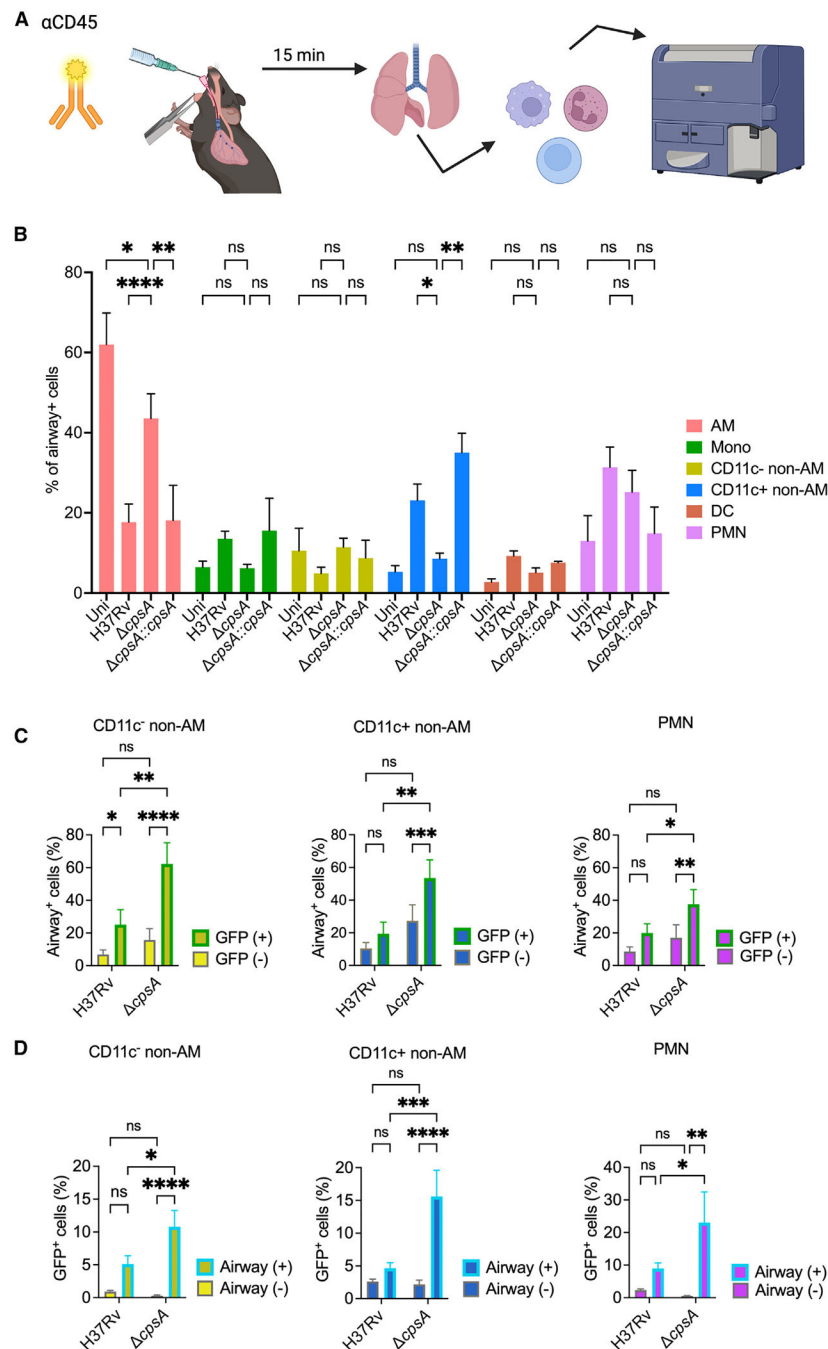 A
αCD45
15 min
B
ns ns ns ** ns ns ns ns
* ** ns ns ns
**** ns ns ns ns * ns ns
80
60
40
20
0
% of airway+ cells
AM
Mono
CD11c- non-AM
CD11c+ non-AM
DC
PMN
Uni H37Rv ΔcpsA ΔcpsA::cpsA Uni H37Rv ΔcpsA ΔcpsA::cpsA Uni H37Rv ΔcpsA ΔcpsA::cpsA Uni H37Rv ΔcpsA ΔcpsA::cpsA Uni H37Rv ΔcpsA ΔcpsA::cpsA Uni H37Rv ΔcpsA ΔcpsA::cpsA
C
CD11c⁻ non-AM
ns
**
* ****
80
60
40
20
0
Airway⁺ cells (%)
H37Rv ΔcpsA
GFP (+)
GFP (-)
CD11c+ non-AM
ns
**
ns ***
80
60
40
20
0
Airway⁺ cells (%)
H37Rv ΔcpsA
GFP (+)
GFP (-)
PMN
ns
*
ns **
80
60
40
20
0
Airway⁺ cells (%)
H37Rv ΔcpsA
GFP (+)
GFP (-)
D
CD11c⁻ non-AM
ns
*
ns ****
20
15
10
5
0
GFP⁺ cells (%)
H37Rv ΔcpsA
Airway (+)
Airway (-)
CD11c+ non-AM
ns
***
ns ****
20
15
10
5
0
GFP⁺ cells (%)
H37Rv ΔcpsA
Airway (+)
Airway (-)
PMN
ns **
ns *
40
30
20
10
0
GFP⁺ cells (%)
H37Rv ΔcpsA
Airway (+)
Airway (-)